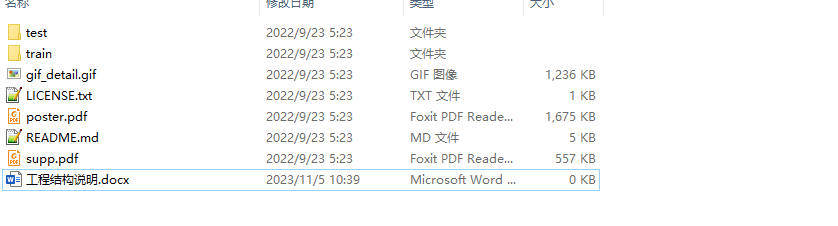 名称 修改日期 类型 大小
test 2022/9/23 5:23 文件夹
train 2022/9/23 5:23 文件夹
gif_detail.gif 2022/9/23 5:23 GIF 图像 1,236 KB
LICENSE.txt 2022/9/23 5:23 TXT 文件 1 KB
poster.pdf 2022/9/23 5:23 Foxit PDF Reade... 1,675 KB
README.md 2022/9/23 5:23 MD 文件 5 KB
supp.pdf 2022/9/23 5:23 Foxit PDF Reade... 557 KB
工程结构说明.docx 2023/11/5 10:39 Microsoft Word ... 0 KB